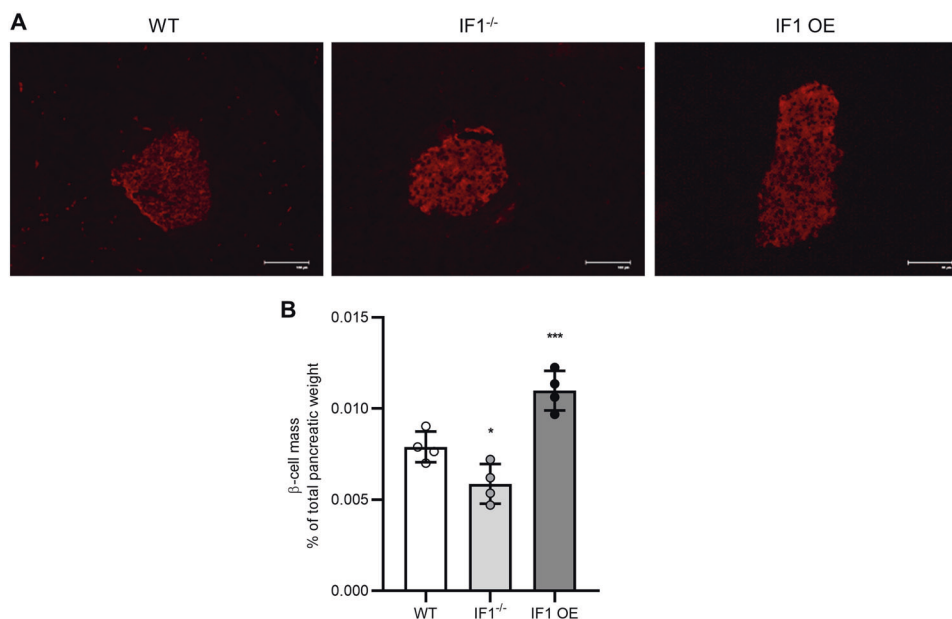 A
WT
IF1-/-
IF1 OE
B
β-cell mass
% of total pancreatic weight
0.015
0.010
0.005
0.000
*
***
WT
IF1-/-
IF1 OE